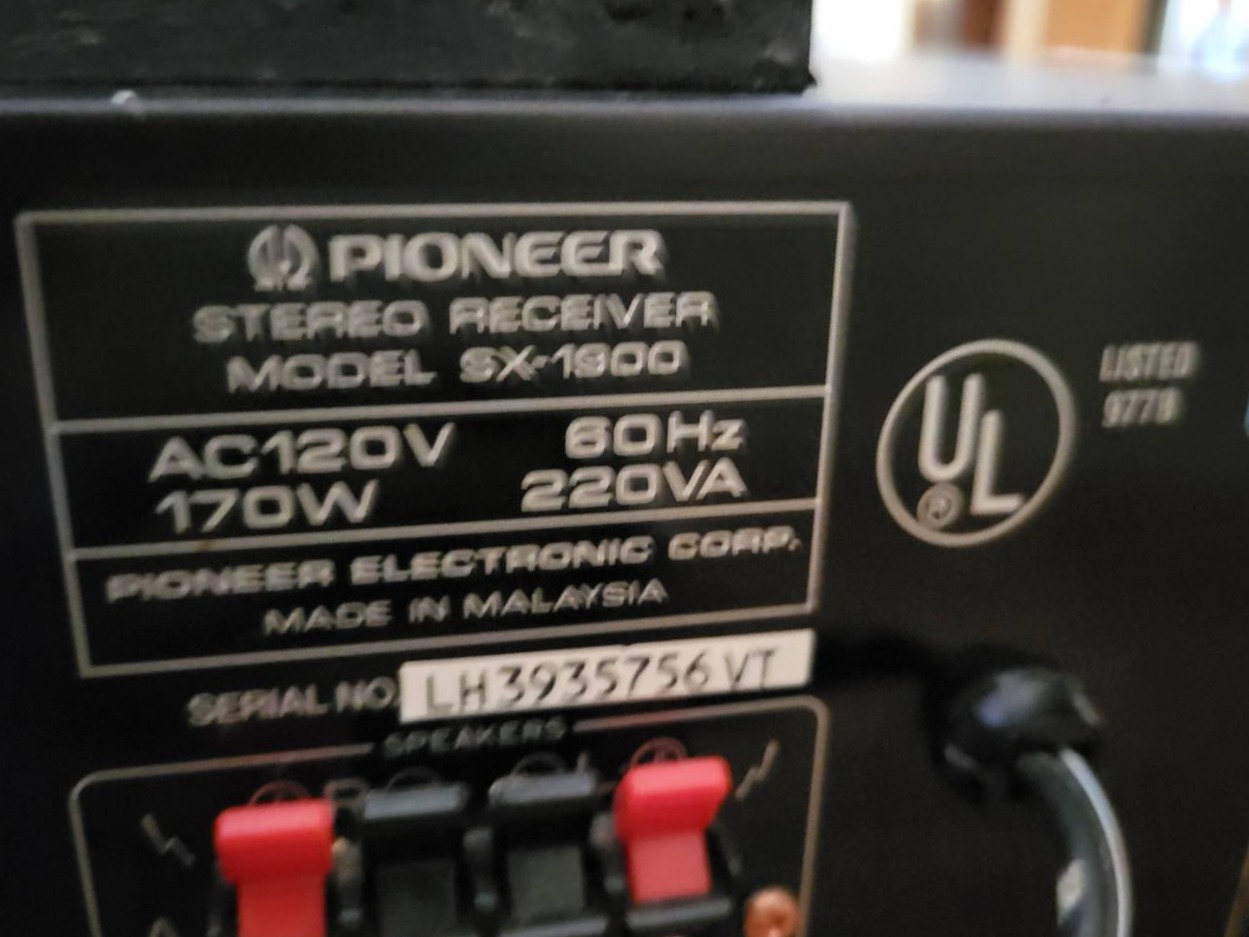 PIONEER
STEREO RECEIVER
MODEL SX-1900
AC120V 60Hz
170W 220VA
PIONEER ELECTRONIC CORP.
MADE IN MALAYSIA
UL
®
LISTED
977B
SERIAL NO. LH3935756VT
SPEAKERS
R L